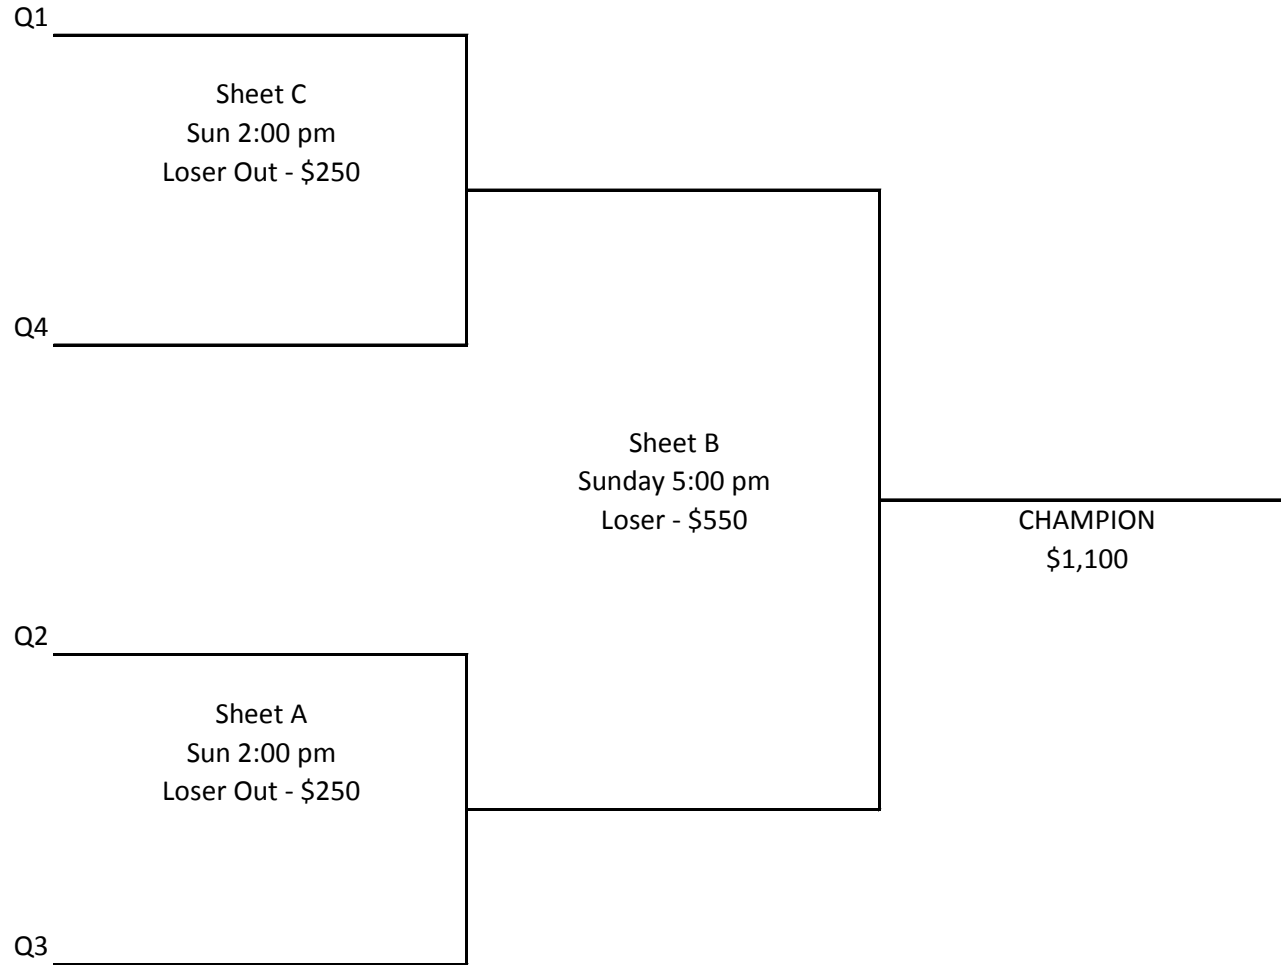 Q1
Sheet C
Sun 2:00 pm
Loser Out - $250
Q4
Sheet B
Sunday 5:00 pm
Loser - $550
CHAMPION
$1,100
Q2
Sheet A
Sun 2:00 pm
Loser Out - $250
Q3